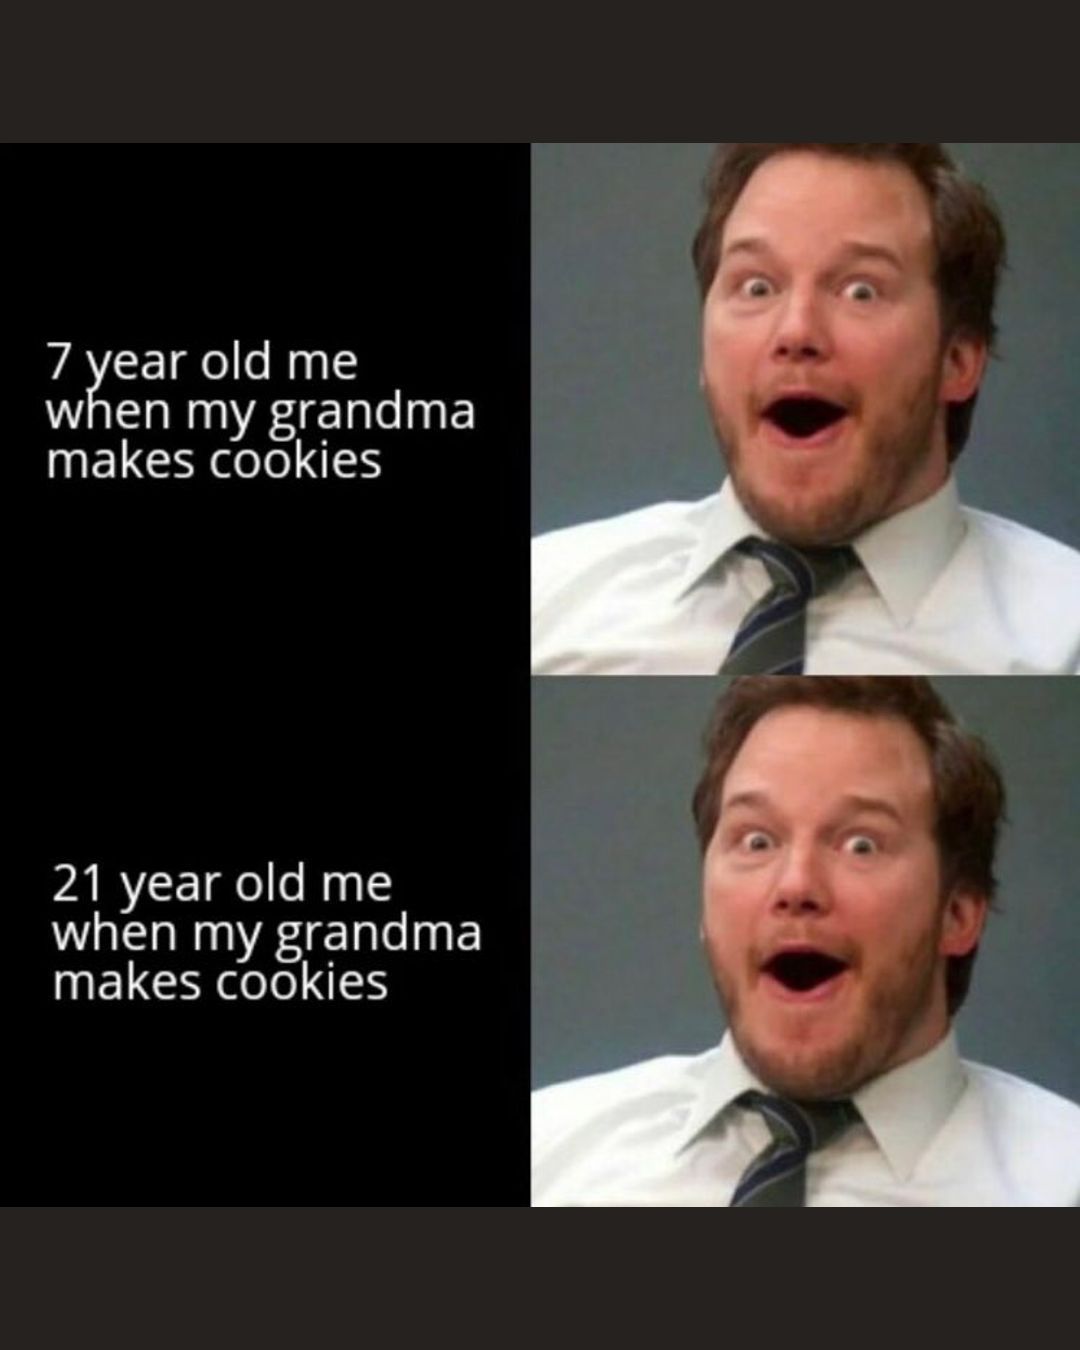 7 year old me
when my grandma
makes cookies
21 year old me
when my grandma
makes cookies